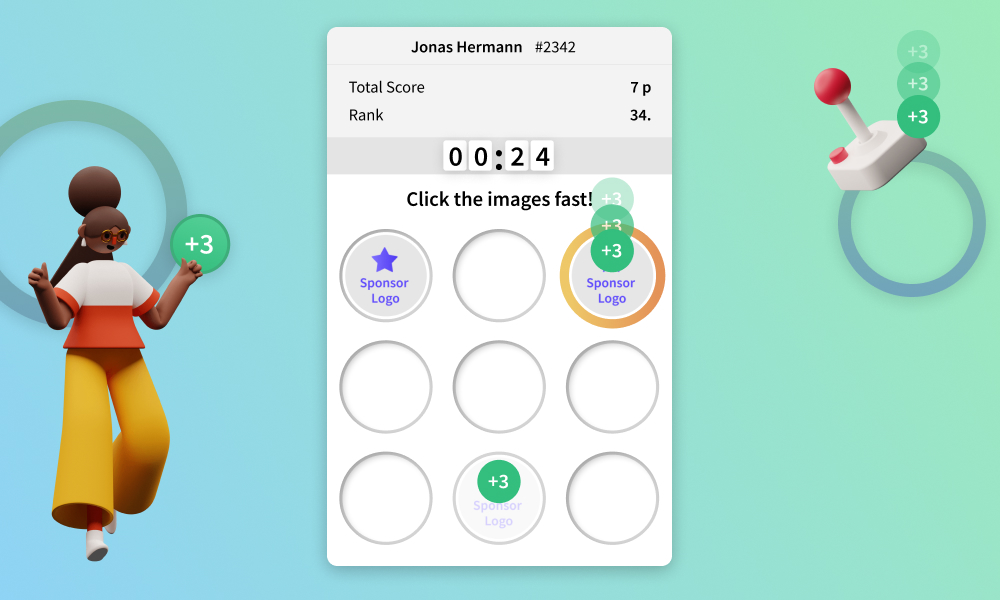 Jonas Hermann #2342
Total Score 7 p
Rank 34.
00:24
Click the images fast!
+3
+3
+3
Sponsor
Logo
Sponsor
Logo
+3
Sponsor
Logo
+3
+3
+3
+3